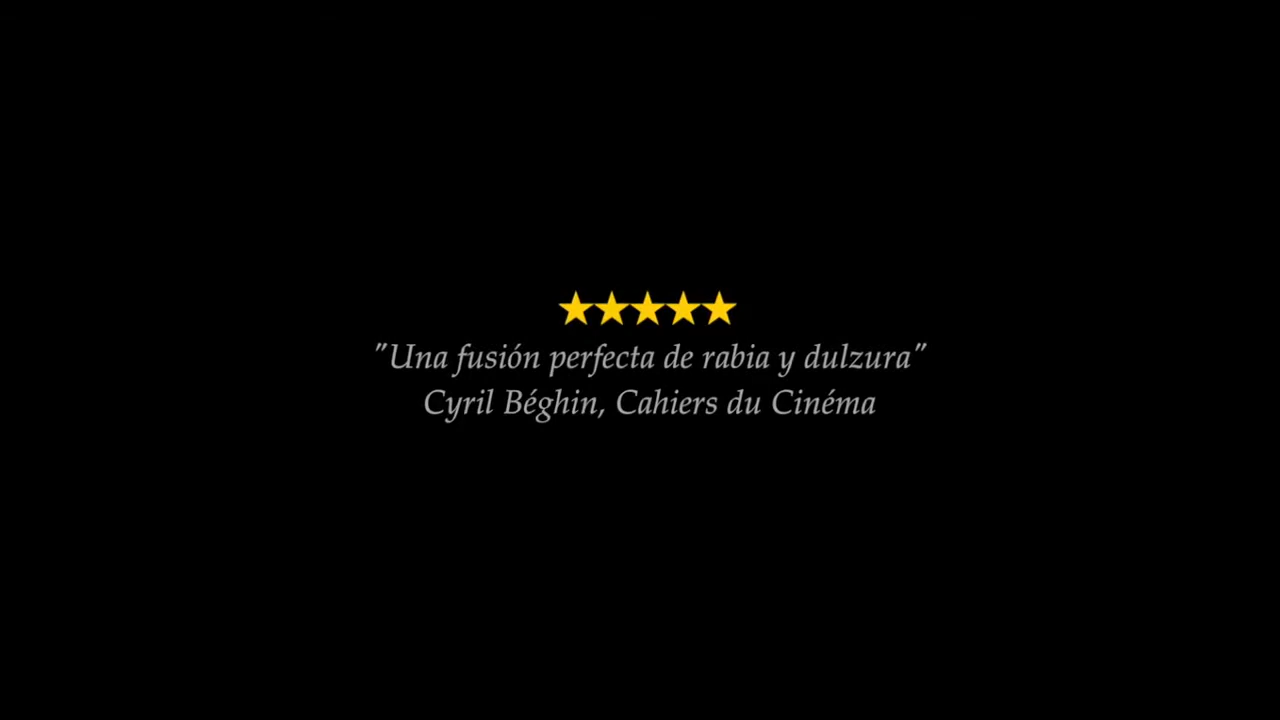 ★★★★★
"Una fusión perfecta de rabia y dulzura"
Cyril Béghin, Cahiers du Cinéma